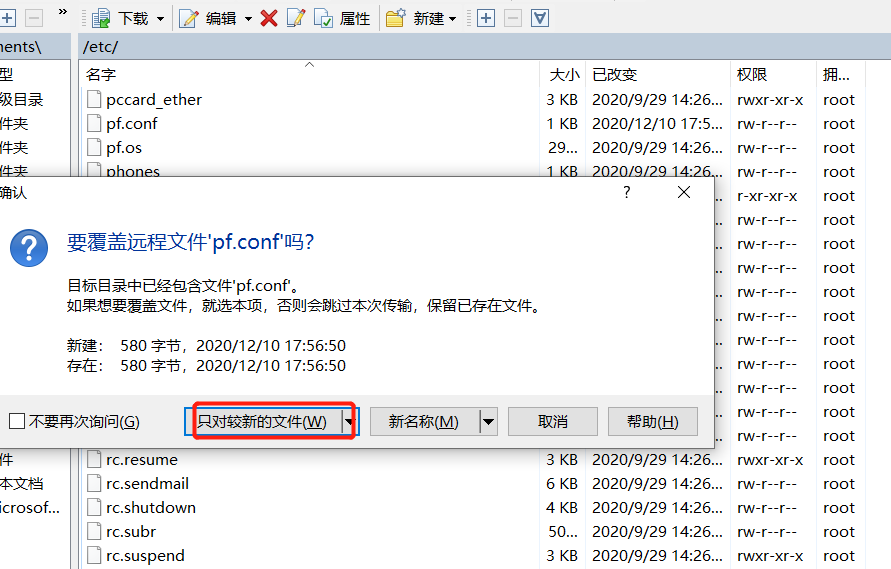 » 下载 编辑 属性 新建
nents\ /etc/
型 名字 大小 已改变 权限 拥...
级目录 pccard_ether 3 KB 2020/9/29 14:26... rwxr-xr-x root
件夹 pf.conf 1 KB 2020/12/10 17:5... rw-r--r-- root
件夹 pf.os 29... 2020/9/29 14:26... rw-r--r-- root
件夹 phones 1 KB 2020/9/29 14:26... rw-r--r-- root
确认 ? r-xr-xr-x root
rw-r--r-- root
要覆盖远程文件'pf.conf'吗? rw-r--r-- root
rw-r--r-- root
目标目录中已经包含文件'pf.conf'。 rw-r--r-- root
如果想要覆盖文件，就选本项，否则会跳过本次传输，保留已存在文件。 rw-r--r-- root
新建： 580 字节，2020/12/10 17:56:50 rw-r--r-- root
存在： 580 字节，2020/12/10 17:56:50 rw-r--r-- root
rw-r--r-- root
rw-r--r-- root
不要再次询问(G) 只对较新的文件(W) 新名称(M) 取消 帮助(H) rw-r--r-- root
件 rc.resume 3 KB 2020/9/29 14:26... rwxr-xr-x root
本文档 rc.sendmail 6 KB 2020/9/29 14:26... rw-r--r-- root
icrosof... rc.shutdown 4 KB 2020/9/29 14:26... rw-r--r-- root
rc.subr 50... 2020/9/29 14:26... rw-r--r-- root
rc.suspend 3 KB 2020/9/29 14:26... rwxr-xr-x root